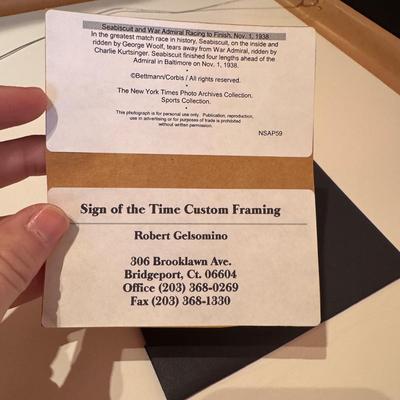 Seabiscuit and War Admiral Racing to Finish, Nov. 1, 1938
In the greatest match race in history, Seabiscuit, on the inside and
ridden by George Woolf, tears away from War Admiral, ridden by
Charlie Kurtsinger. Seabiscuit finished four lengths ahead of the
Admiral in Baltimore on Nov. 1, 1938.
•
©Bettmann/Corbis / All rights reserved.
•
The New York Times Photo Archives Collection.
Sports Collection.
•
This photograph is for personal use only. Publication, reproduction,
use in advertising or for purposes of trade is prohibited
without written permission.
NSAP59
Sign of the Time Custom Framing
Robert Gelsomino
306 Brooklawn Ave.
Bridgeport, Ct. 06604
Office (203) 368-0269
Fax (203) 368-1330